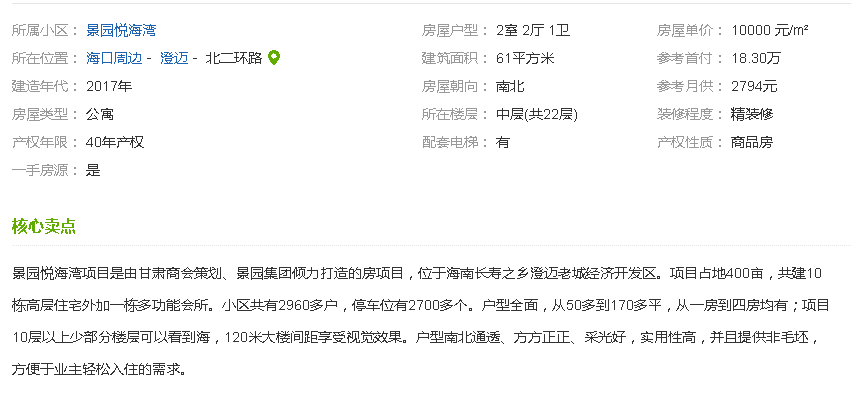 所属小区： 景园悦海湾 房屋户型： 2室 2厅 1卫 房屋单价： 10000 元/m²
所在位置： 海口周边 - 澄迈 - 北二环路 建筑面积： 61平方米 参考首付： 18.30万
建造年代： 2017年 房屋朝向： 南北 参考月供： 2794元
房屋类型： 公寓 所在楼层： 中层(共22层) 装修程度： 精装修
产权年限： 40年产权 配套电梯： 有 产权性质： 商品房
一手房源： 是
核心卖点
景园悦海湾项目是由甘肃商会策划、景园集团倾力打造的房项目，位于海南长寿之乡澄迈老城经济开发区。项目占地400亩，共建10
栋高层住宅外加一栋多功能会所。小区共有2960多户，停车位有2700多个。户型全面，从50多到170多平，从一房到四房均有；项目
10层以上少部分楼层可以看到海，120米大楼间距享受视觉效果。户型南北通透、方方正正、采光好，实用性高，并且提供非毛坯，
方便于业主轻松入住的需求。